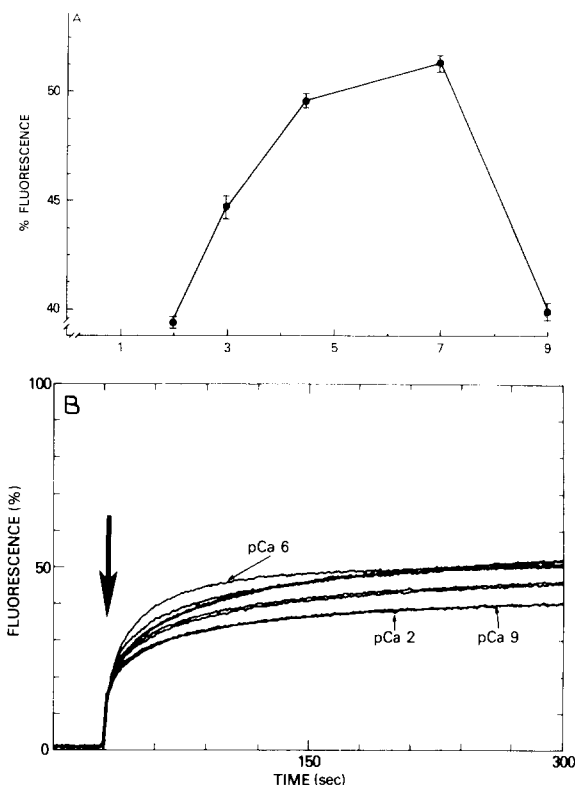 A
% FLUORESCENCE
50
45
40
1 3 5 7 9
B
FLUORESCENCE (%)
100
50
0
pCa 6
pCa 2
pCa 9
150
300
TIME (sec)